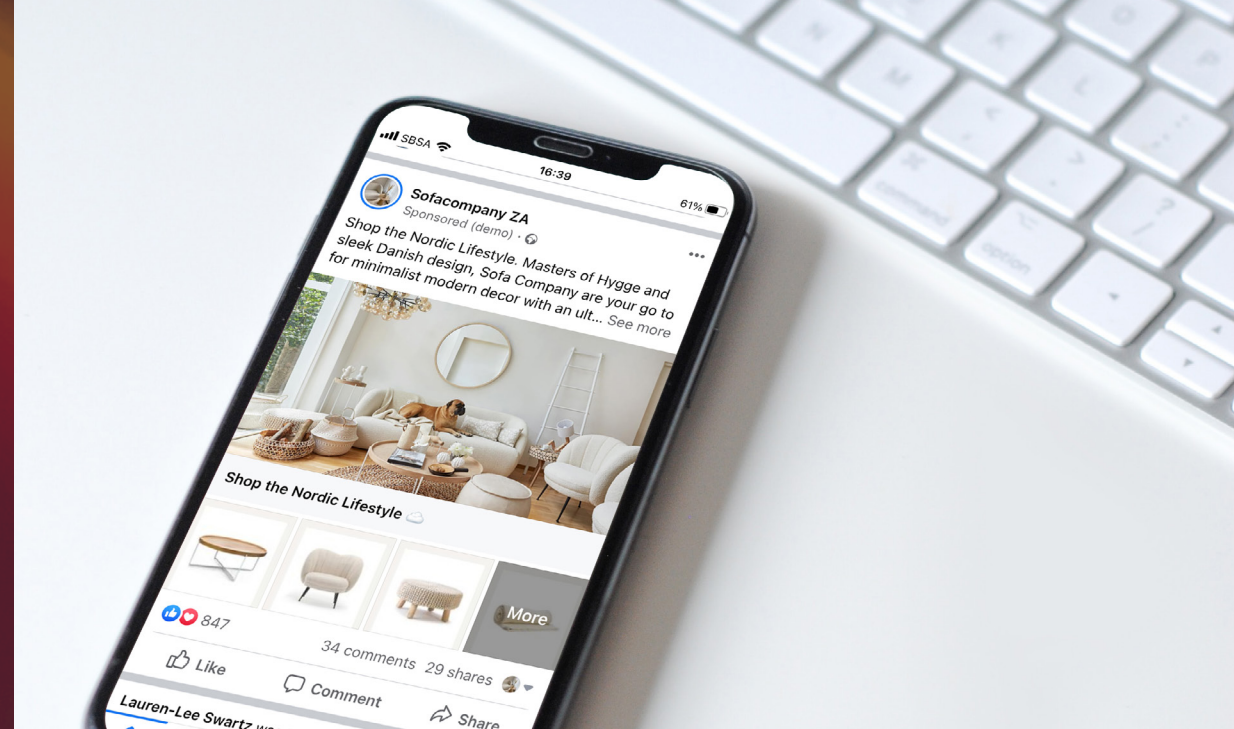 SBSA
16:39
61%
Sofacompany ZA
Sponsored (demo) ·
Shop the Nordic Lifestyle. Masters of Hygge and
sleek Danish design, Sofa Company are your go to
for minimalist modern decor with an ult... See more
Shop the Nordic Lifestyle
More
847
34 comments 29 shares
Like
Comment
Share
Lauren-Lee Swartz
N
M
K
L
O
P
<
,
>
.
?
/
:
;
⌘
command
option